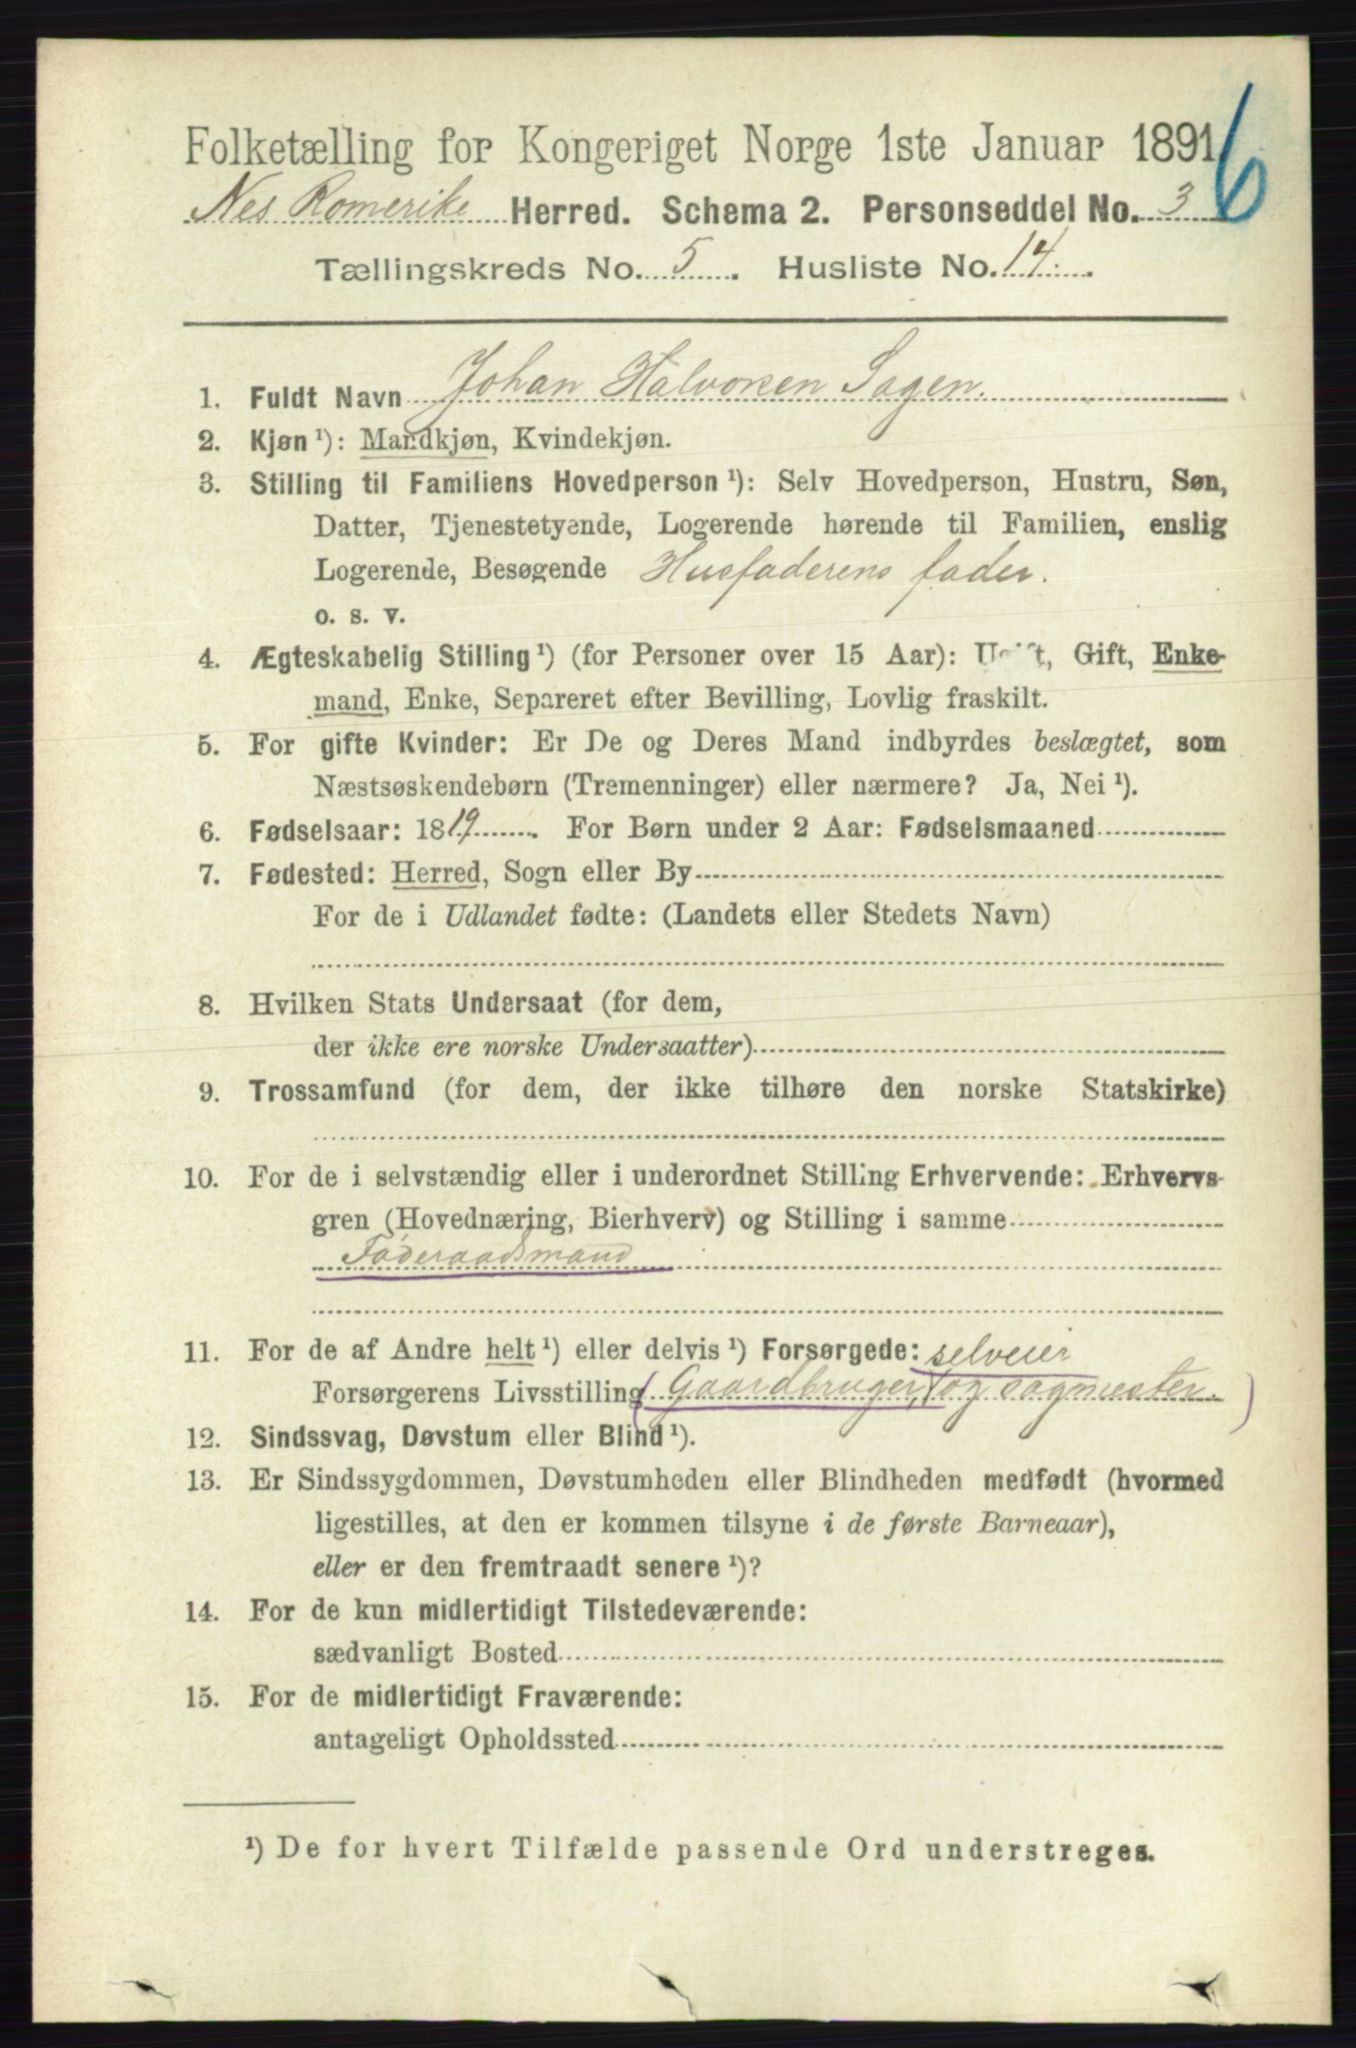 Folketælling for Kongeriget Norge 1ste Januar 1891.
6
Nes Romerike Herred. Schema 2. Personseddel No. 3
Tællingskreds No. 5. Husliste No. 14.
1. Fuldt Navn Johan Halvorsen Sagen.
2. Kjøn ¹): Mandkjøn, Kvindekjøn.
3. Stilling til Familiens Hovedperson ¹): Selv Hovedperson, Hustru, Søn,
Datter, Tjenestetyende, Logerende hørende til Familien, enslig
Logerende, Besøgende Husfaderens fader.
o. s. v.
4. Ægteskabelig Stilling ¹) (for Personer over 15 Aar): Ugift, Gift, Enke-
mand, Enke, Separeret efter Bevilling, Lovlig fraskilt.
5. For gifte Kvinder: Er De og Deres Mand indbyrdes beslægtet, som
Næstsøskendebørn (Tremenninger) eller nærmere? Ja, Nei ¹).
6. Fødselsaar: 1819. For Børn under 2 Aar: Fødselsmaaned
7. Fødested: Herred, Sogn eller By
For de i Udlandet fødte: (Landets eller Stedets Navn)
8. Hvilken Stats Undersaat (for dem,
der ikke ere norske Undersaatter)
9. Trossamfund (for dem, der ikke tilhøre den norske Statskirke)
10. For de i selvstændig eller i underordnet Stilling Erhvervende: Erhvervs-
gren (Hovednæring, Bierhverv) og Stilling i samme
Føderaadsmand
11. For de af Andre helt ¹) eller delvis ¹) Forsørgede: selveier
Forsørgerens Livsstilling (Gaardbruger, (og sagmester.)
12. Sindssvag, Døvstum eller Blind ¹).
13. Er Sindssygdommen, Døvstumheden eller Blindheden medfødt (hvormed
ligestilles, at den er kommen tilsyne i de første Barneaar),
eller er den fremtraadt senere ¹)?
14. For de kun midlertidigt Tilstedeværende:
sædvanligt Bosted
15. For de midlertidigt Fraværende:
antageligt Opholdssted
¹) De for hvert Tilfælde passende Ord understreges.